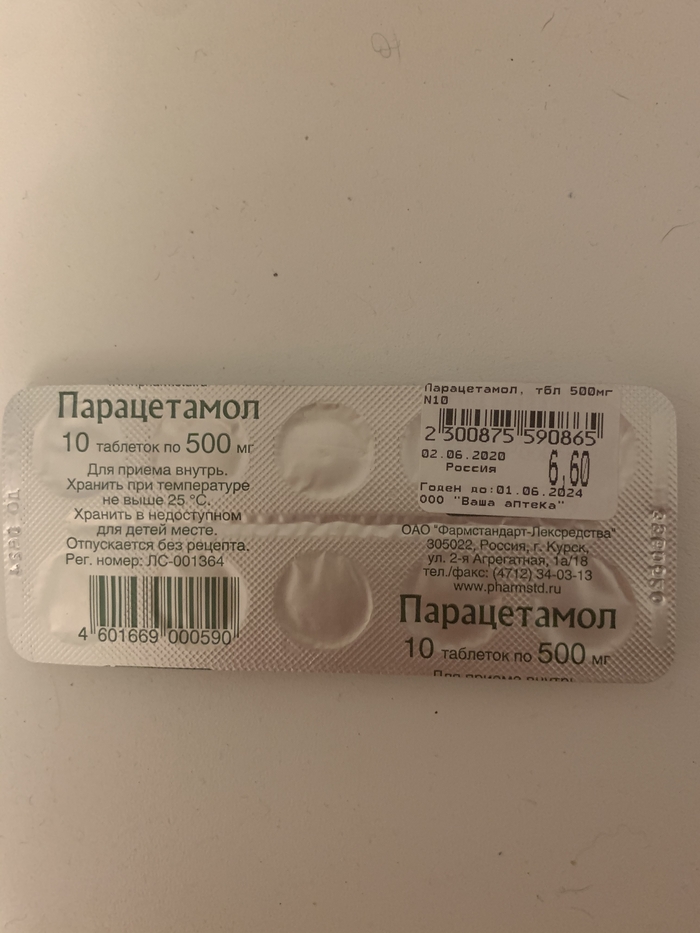 Парацетамол
10 таблеток по 500 мг
Для приема внутрь.
Хранить при температуре
не выше 25 °С.
Хранить в недоступном
для детей месте.
Отпускается без рецепта.
Рег. номер: ЛС-001364
4 601669 000590
Парацетамол, тбл 500мг
N10
2 300875 590865
02.06.2020
Россия
6,60
Годен до:01.06.2024
ООО "Ваша аптека"
ОАО "Фармстандарт-Лексредства"
305022, Россия, г. Курск,
ул. 2-я Агрегатная, 1а/18
тел./факс: (4712) 34-03-13
www.pharmstd.ru
Парацетамол
10 таблеток по 500 мг
Для приема внутрь.